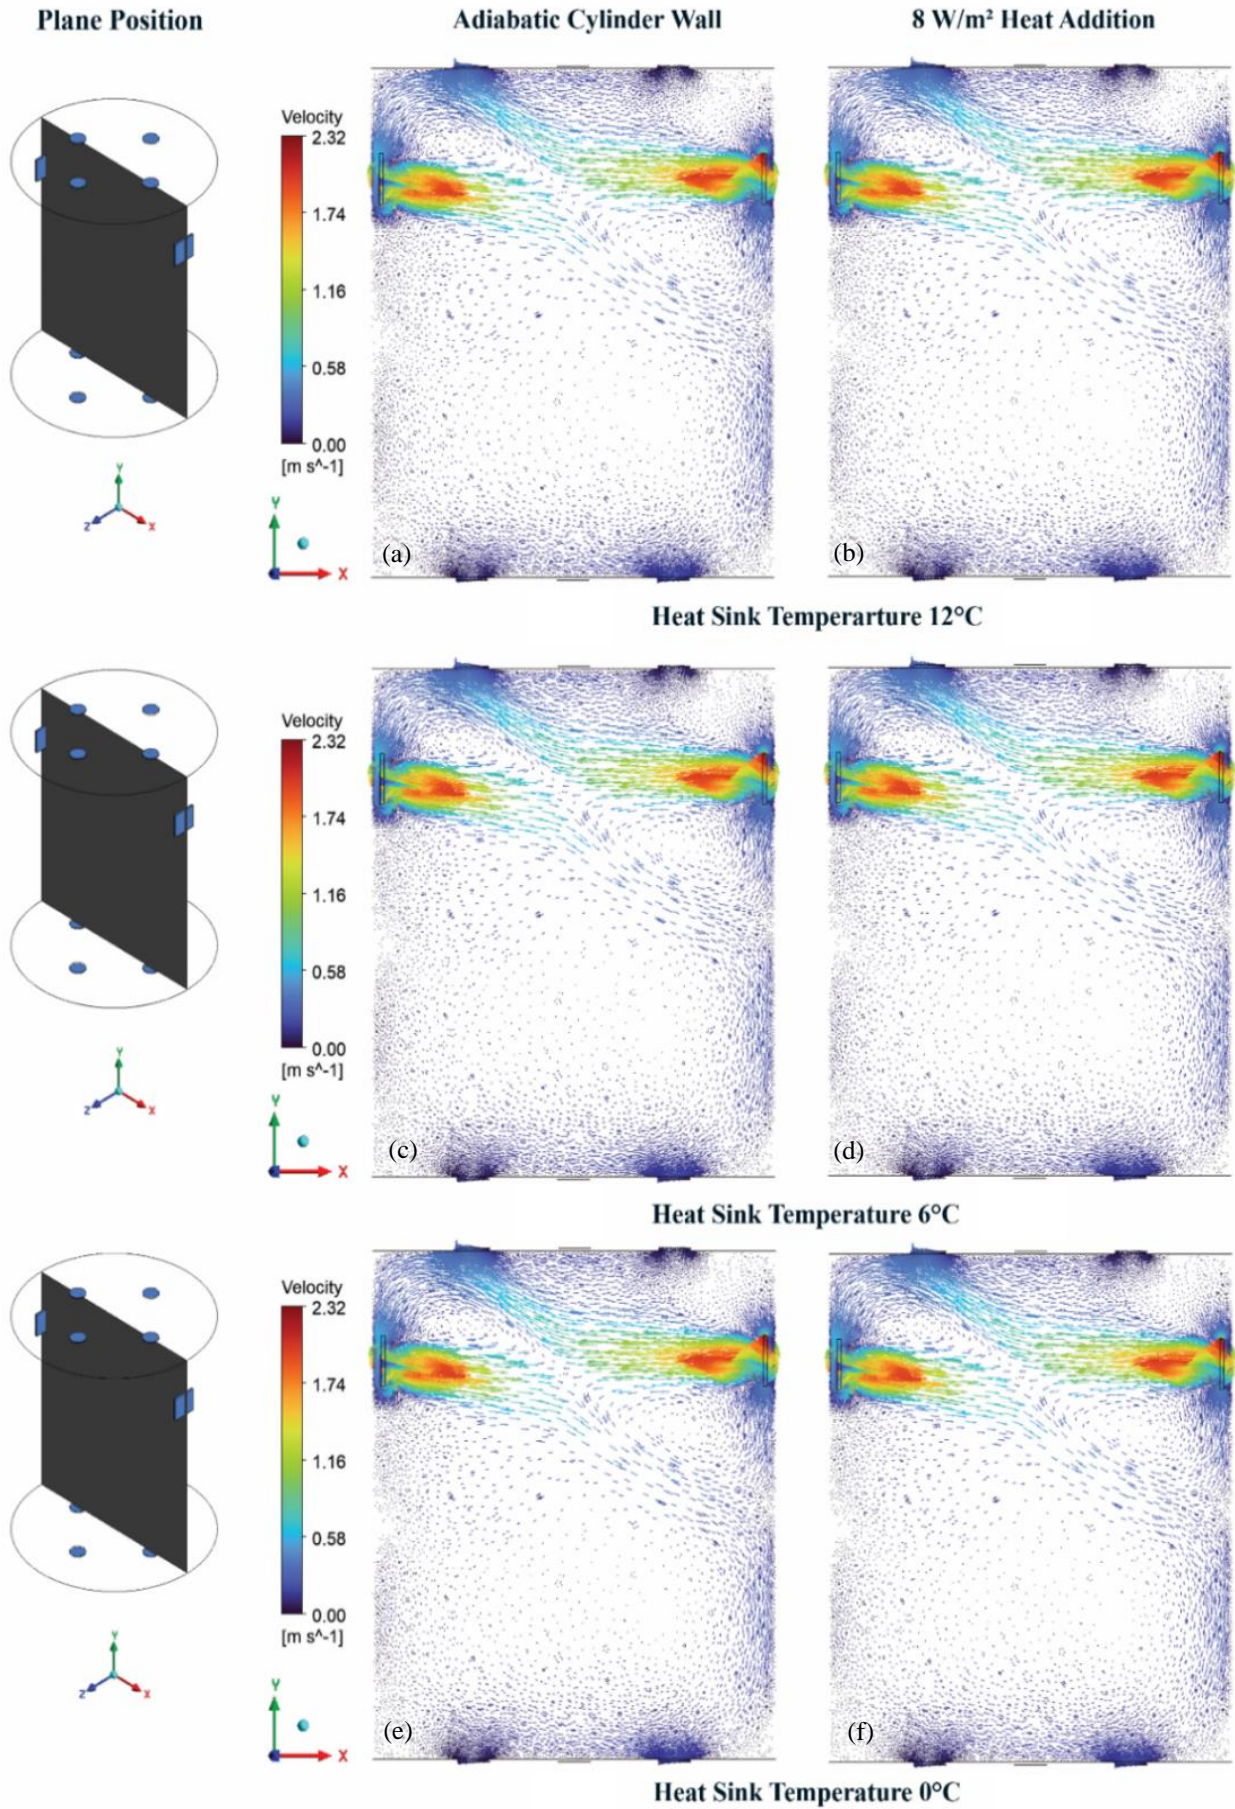 Plane Position
Adiabatic Cylinder Wall
8 W/m² Heat Addition
Velocity
2.32
1.74
1.16
0.58
0.00
[m s^-1]
Y
Z
X
Y
X
(a)
(b)
Heat Sink Temperarture 12°C
Velocity
2.32
1.74
1.16
0.58
0.00
[m s^-1]
Y
Z
X
Y
X
(c)
(d)
Heat Sink Temperature 6°C
Velocity
2.32
1.74
1.16
0.58
0.00
[m s^-1]
Y
Z
X
Y
X
(e)
(f)
Heat Sink Temperature 0°C